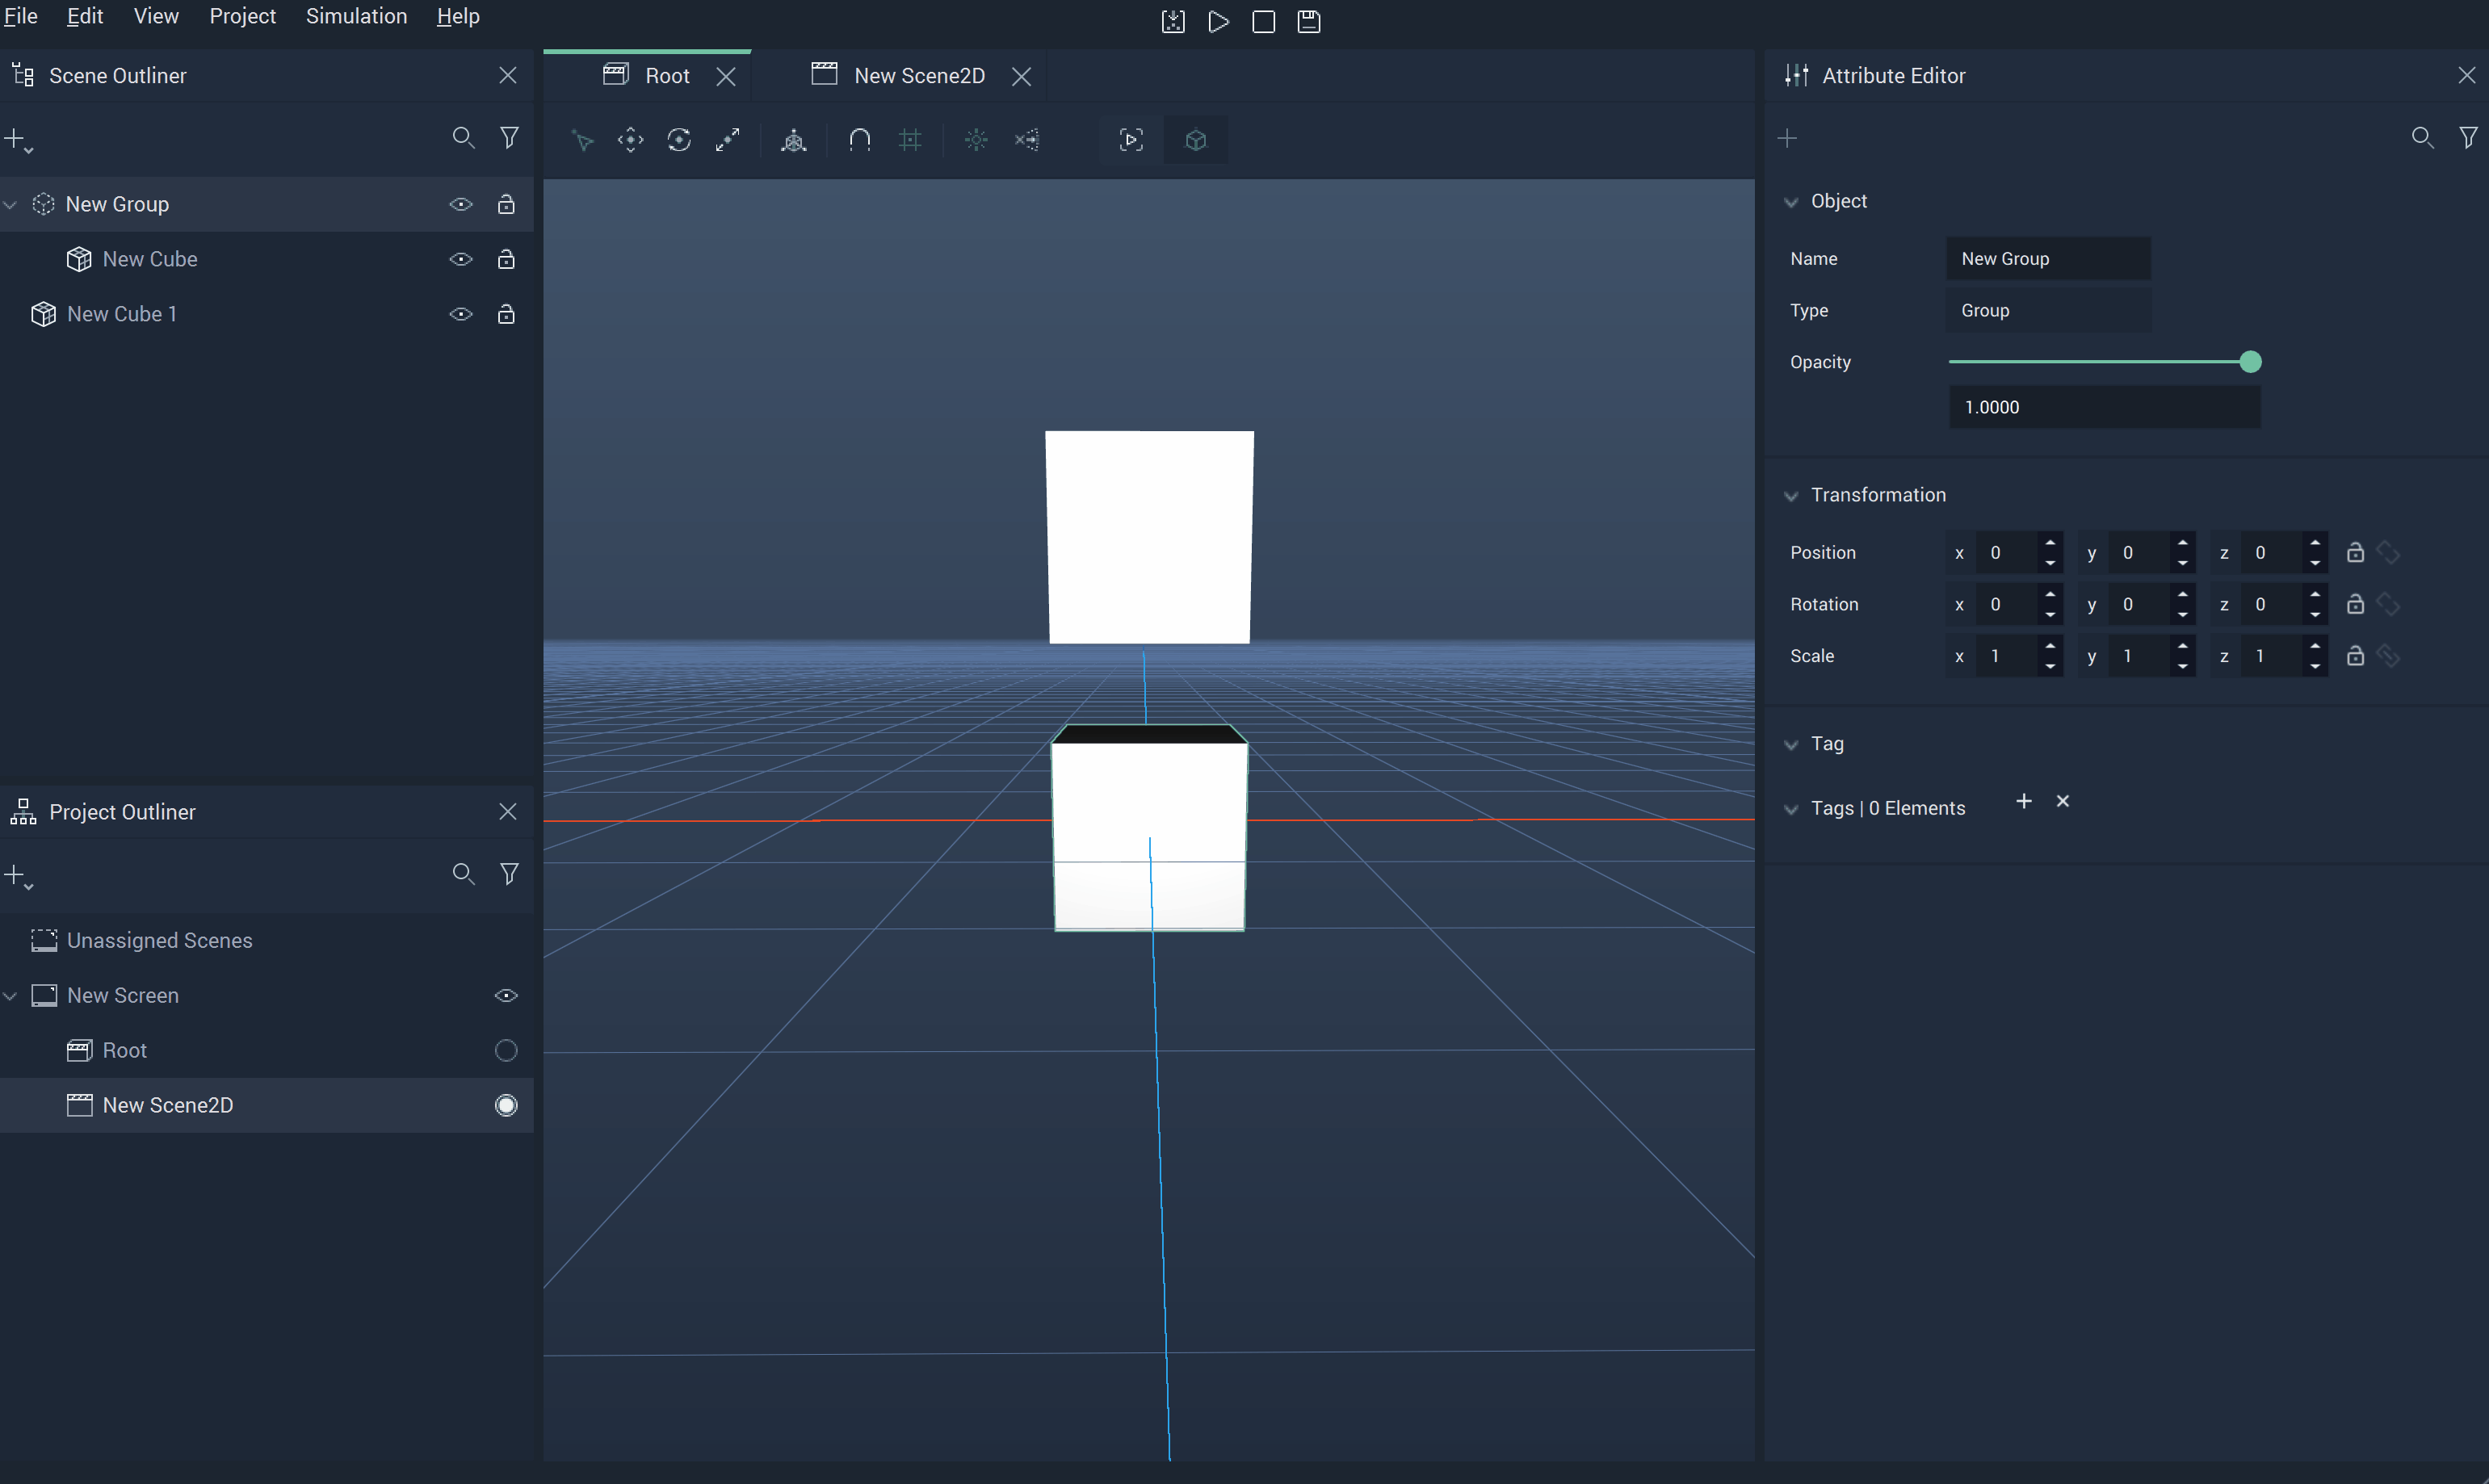 File Edit View Project Simulation Help
Scene Outliner
New Group
New Cube
New Cube 1
Project Outliner
Unassigned Scenes
New Screen
Root
New Scene2D
Root
New Scene2D
Attribute Editor
Object
Name New Group
Type Group
Opacity
1.0000
Transformation
Position x 0 y 0 z 0
Rotation x 0 y 0 z 0
Scale x 1 y 1 z 1
Tag
Tags | 0 Elements